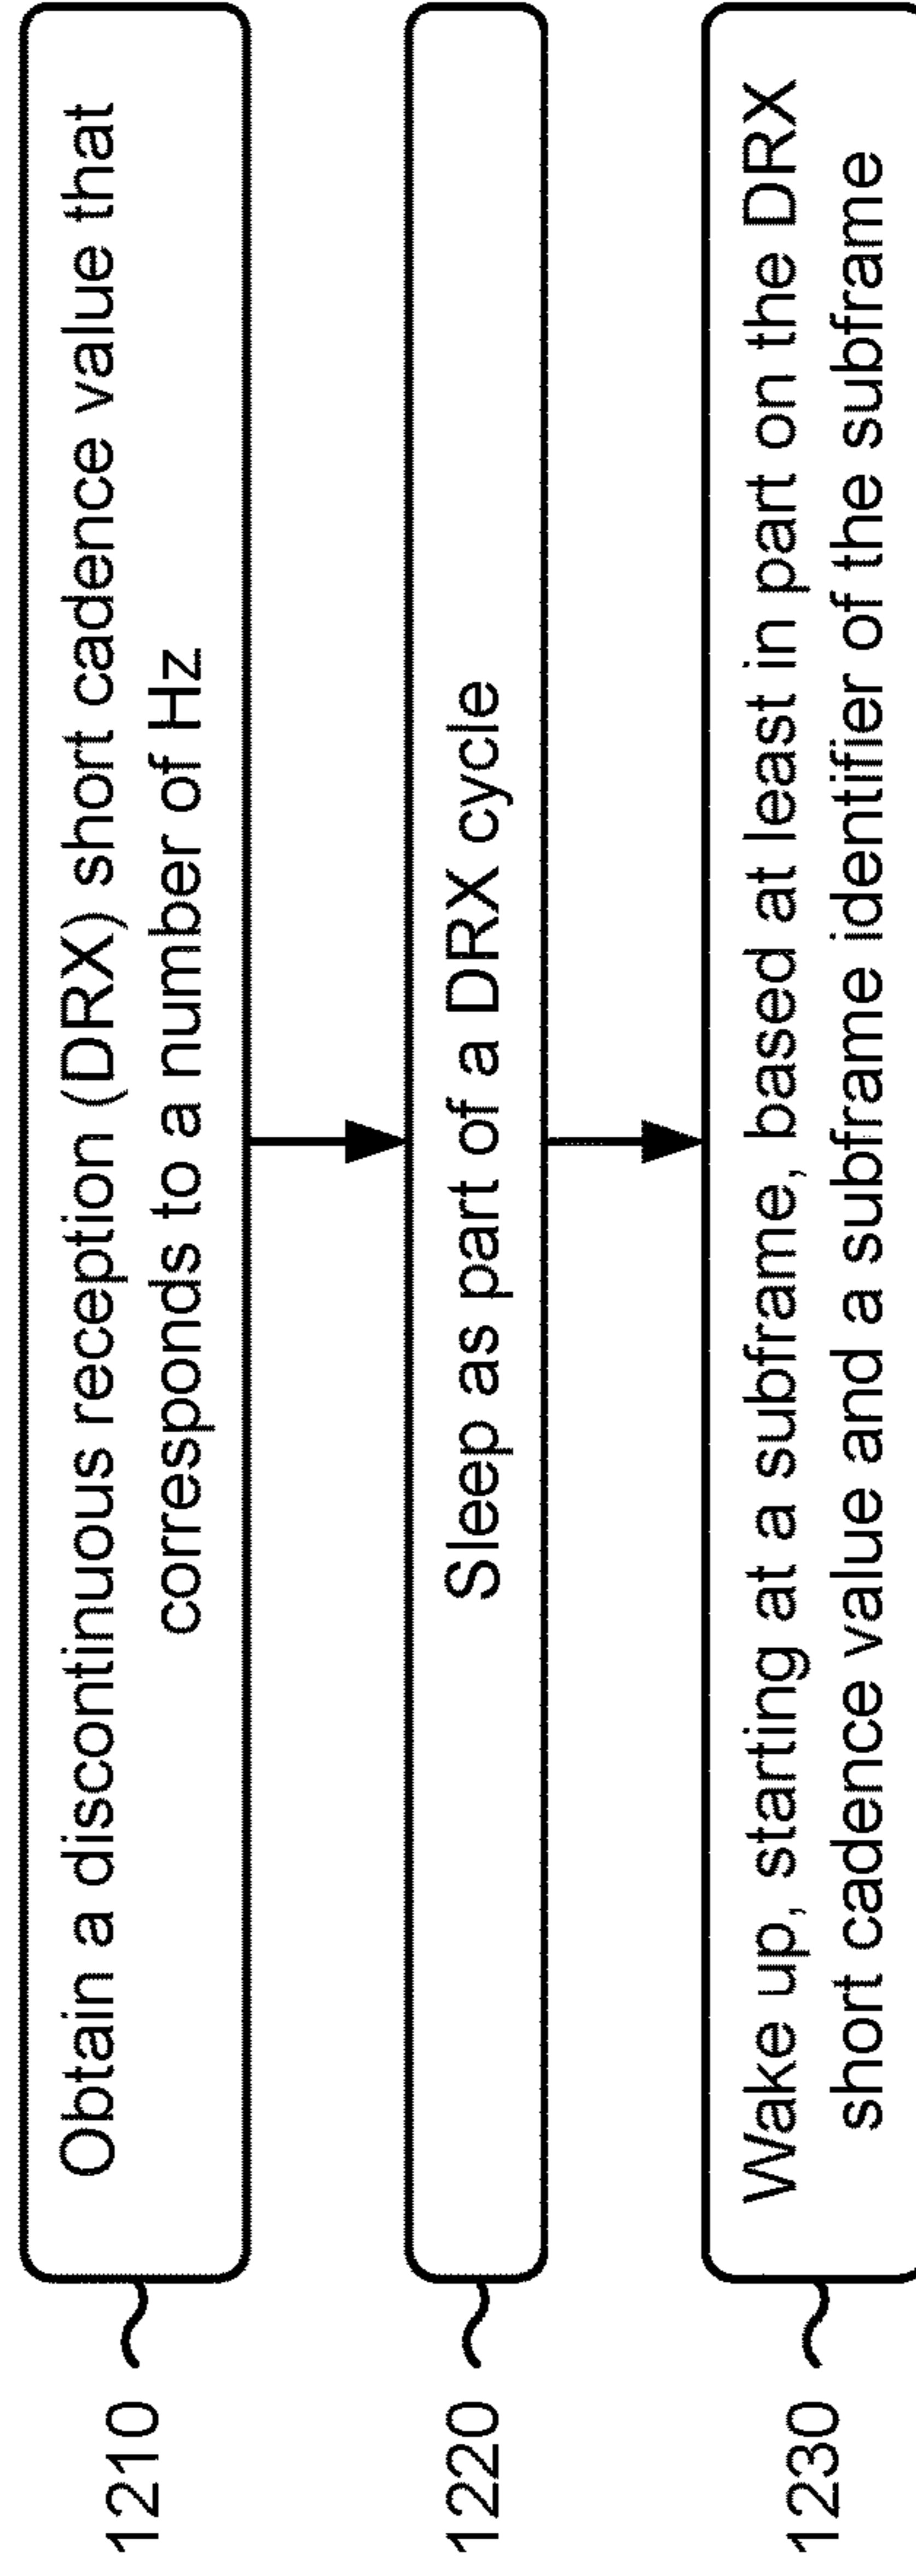 1210
Obtain a discontinuous reception (DRX) short cadence value that
corresponds to a number of Hz
1220
Sleep as part of a DRX cycle
1230
Wake up, starting at a subframe, based at least in part on the DRX
short cadence value and a subframe identifier of the subframe